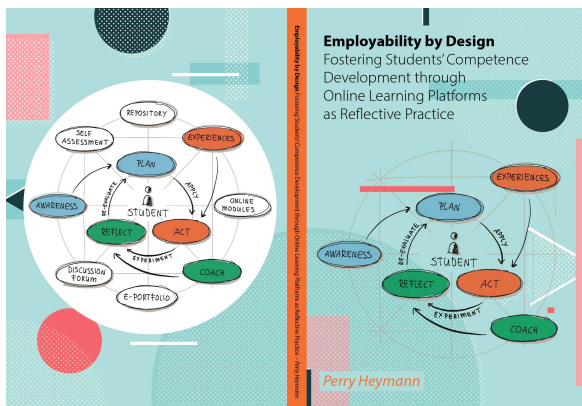 REPOSITORY
SELF
ASSESSMENT
EXPERIENCES
PLAN
AWARENESS
RE-EVALUATE
APPLY
ONLINE
MODULES
STUDENT
REFLECT
ACT
EXPERIMENT
DISCUSSION
FORUM
COACH
E-PORTFOLIO
Employability by Design Fostering Students' Competence Development through Online Learning Platforms as Reflective Practice - Perry Heymann
Employability by Design
Fostering Students' Competence
Development through
Online Learning Platforms
as Reflective Practice
EXPERIENCES
PLAN
AWARENESS
RE-EVALUATE
APPLY
STUDENT
REFLECT
ACT
EXPERIMENT
COACH
Perry Heymann